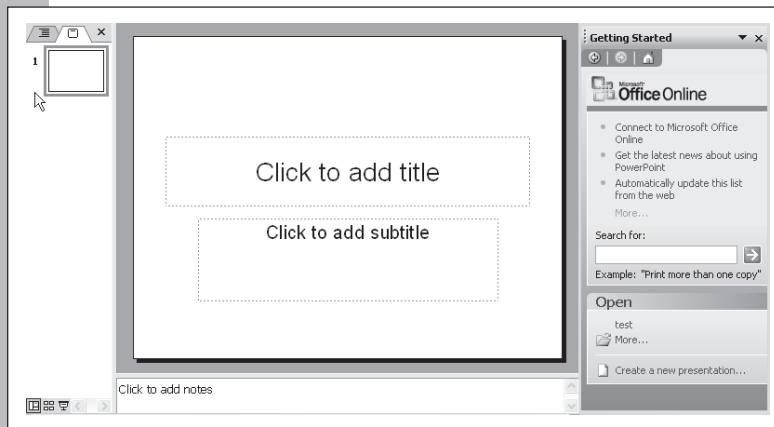 1
Click to add title
Click to add subtitle
Click to add notes
Getting Started
Microsoft
Office Online
Connect to Microsoft Office
Online
Get the latest news about using
PowerPoint
Automatically update this list
from the web
More...
Search for:
Example: "Print more than one copy"
Open
test
More...
Create a new presentation...